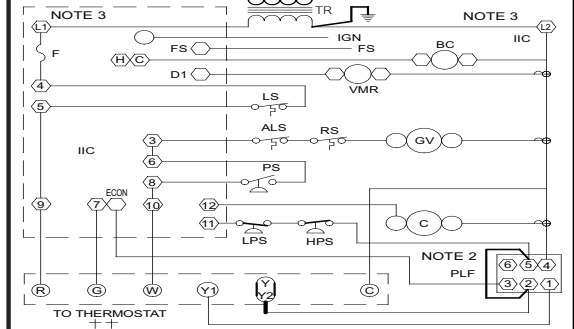 TR
NOTE 3
NOTE 3
L1
IGN
IIC
L2
F
FS
FS
BC
H C
D1
4
VMR
5
LS
ALS
RS
3
GV
IIC
6
PS
8
ECON
9
7
10
12
C
11
LPS
HPS
NOTE 2
6 5 4
PLF
3 2 1
R
G
W
Y1
Y
Y2
C
TO THERMOSTAT